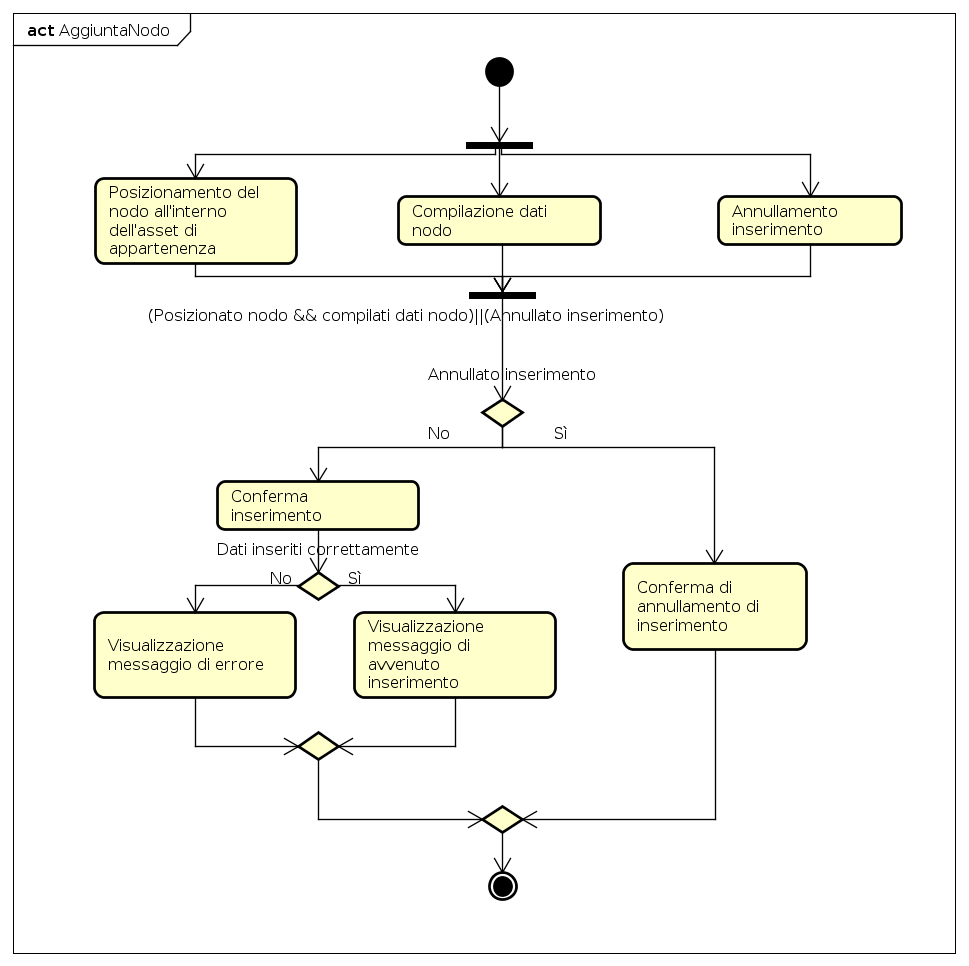 act AggiuntaNodo
Posizionamento del
nodo all'interno
dell'asset di
appartenenza
Compilazione dati
nodo
Annullamento
inserimento
(Posizionato nodo && compilati dati nodo)||(Annullato inserimento)
Annullato inserimento
No
Sì
Conferma
inserimento
Dati inseriti correttamente
No
Sì
Visualizzazione
messaggio di errore
Visualizzazione
messaggio di
avvenuto
inserimento
Conferma di
annullamento di
inserimento